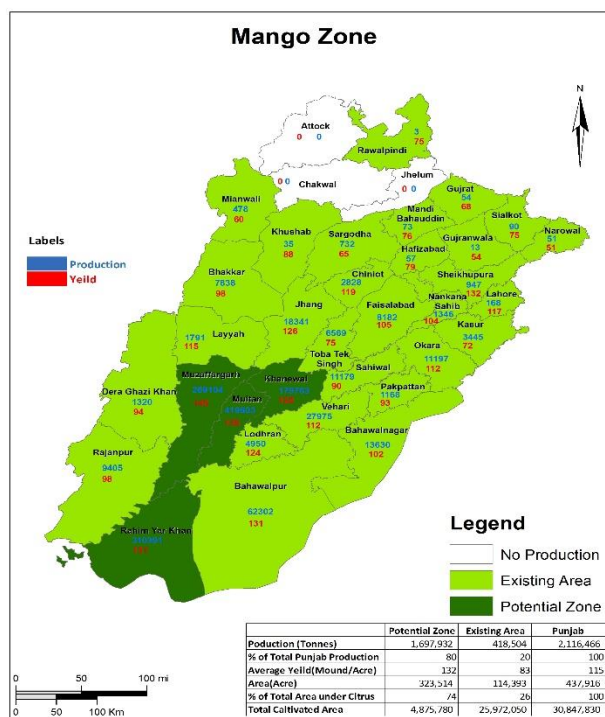 Mango Zone
N
Attock
0 0
3
75
Rawalpindi
0 0
Chakwal
Jhelum
0 0
Gujrat
54
68
Mianwali
478
60
Mandi
Bahauddin
73
76
Sialkot
90
75
Narowal
51
51
Labels
Production
Yeild
Khushab
35
88
Sargodha
732
65
Hafizabad
57
79
Gujranwala
13
54
Bhakkar
7838
98
Chiniot
2828
119
Sheikhupura
947
132
Jhang
18341
126
Faisalabad
8182
105
Nankana
Sahib
1346
104
Lahore
168
117
Kasur
3445
72
1791
115
Layyah
6569
75
Toba Tek
Singh
Okara
11197
112
Muzaffargarh
Khanewal
11179
90
Sahiwal
Pakpattan
93
Dera Ghazi Khan
1320
94
Multan
Vehari
27975
112
Lodhran
4950
124
Bahawalnagar
13630
102
Rajanpur
9405
98
Bahawalpur
62302
131
Rahim Yar Khan
Legend
No Production
Existing Area
Potential Zone
Potential Zone Existing Area Punjab
Poduction (Tonnes) 1,697,932 418,504 2,116,466
% of Total Punjab Production 80 20 100
Average Yeild(Mound/Acre) 132 83 115
Area(Acre) 323,514 114,393 437,916
% of Total Area under Citrus 74 26 100
Total Caltivated Area 4,875,780 25,972,050 30,847,830
0 50 100 mi
0 50 100 Km